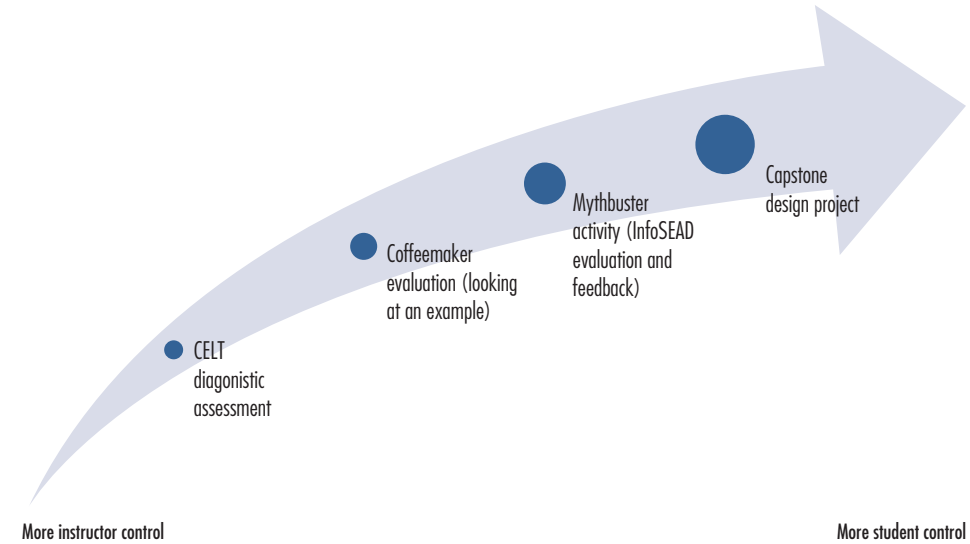 CELT
diagonistic
assessment
Coffeemaker
evaluation (looking
at an example)
Mythbuster
activity (InfoSEAD
evaluation and
feedback)
Capstone
design project
More instructor control
More student control